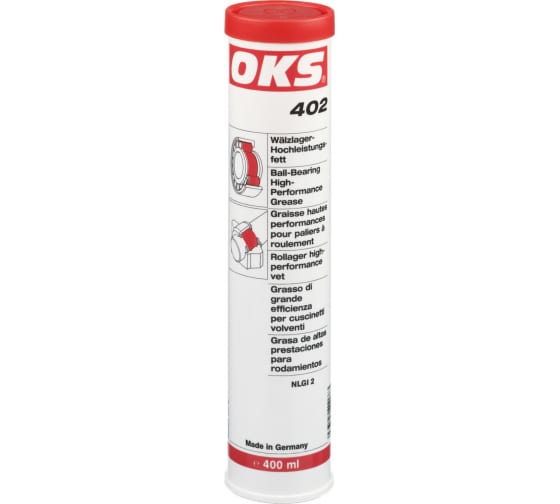 OKS®
402
Wälzlager-
Hochleistungs-
fett
Ball-Bearing
High-
Performance
Grease
Graisse hautes
performances
pour paliers à
roulement
Rollager high-
performance
vet
Grasso di
grande
efficienza
per cuscinetti
volventi
Grasa de altas
prestaciones
para
rodamientos
NLGI 2
Made in Germany
e 400 ml